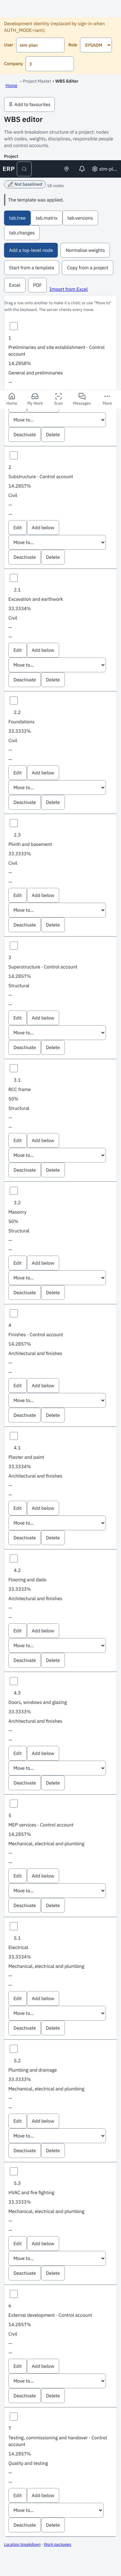 Development identity (replaced by sign-in when AUTH_MODE=aws):
User stm-plan Role SYSADM
Company 3
› Project Master › WBS Editor
Home
Add to favourites
WBS editor
The work breakdown structure of a project: nodes with codes, weights, disciplines, responsible people and control accounts.
Project
ERP stm-pl...
Not baselined 18 nodes
The template was applied.
tab.tree tab.matrix tab.versions
tab.changes
Add a top-level node Normalise weights
Start from a template Copy from a project
Excel PDF Import from Excel
Drag a row onto another to make it a child; or use "Move to" with the keyboard. The server checks every move.
1
Preliminaries and site establishment · Control account
14.2858%
General and preliminaries
—
Home My Work Scan Messages More
Move to...
Deactivate Delete
2
Substructure · Control account
14.2857%
Civil
—
—
Edit Add below
Move to...
Deactivate Delete
2.1
Excavation and earthwork
33.3334%
Civil
—
—
Edit Add below
Move to...
Deactivate Delete
2.2
Foundations
33.3333%
Civil
—
—
Edit Add below
Move to...
Deactivate Delete
2.3
Plinth and basement
33.3333%
Civil
—
—
Edit Add below
Move to...
Deactivate Delete
3
Superstructure · Control account
14.2857%
Structural
—
—
Edit Add below
Move to...
Deactivate Delete
3.1
RCC frame
50%
Structural
—
—
Edit Add below
Move to...
Deactivate Delete
3.2
Masonry
50%
Structural
—
—
Edit Add below
Move to...
Deactivate Delete
4
Finishes · Control account
14.2857%
Architectural and finishes
—
—
Edit Add below
Move to...
Deactivate Delete
4.1
Plaster and paint
33.3334%
Architectural and finishes
—
—
Edit Add below
Move to...
Deactivate Delete
4.2
Flooring and dado
33.3333%
Architectural and finishes
—
—
Edit Add below
Move to...
Deactivate Delete
4.3
Doors, windows and glazing
33.3333%
Architectural and finishes
—
—
Edit Add below
Move to...
Deactivate Delete
5
MEP services · Control account
14.2857%
Mechanical, electrical and plumbing
—
—
Edit Add below
Move to...
Deactivate Delete
5.1
Electrical
33.3334%
Mechanical, electrical and plumbing
—
—
Edit Add below
Move to...
Deactivate Delete
5.2
Plumbing and drainage
33.3333%
Mechanical, electrical and plumbing
—
—
Edit Add below
Move to...
Deactivate Delete
5.3
HVAC and fire fighting
33.3333%
Mechanical, electrical and plumbing
—
—
Edit Add below
Move to...
Deactivate Delete
6
External development · Control account
14.2857%
Civil
—
—
Edit Add below
Move to...
Deactivate Delete
7
Testing, commissioning and handover · Control account
14.2857%
Quality and testing
—
—
Edit Add below
Move to...
Deactivate Delete
Location breakdown · Work packages